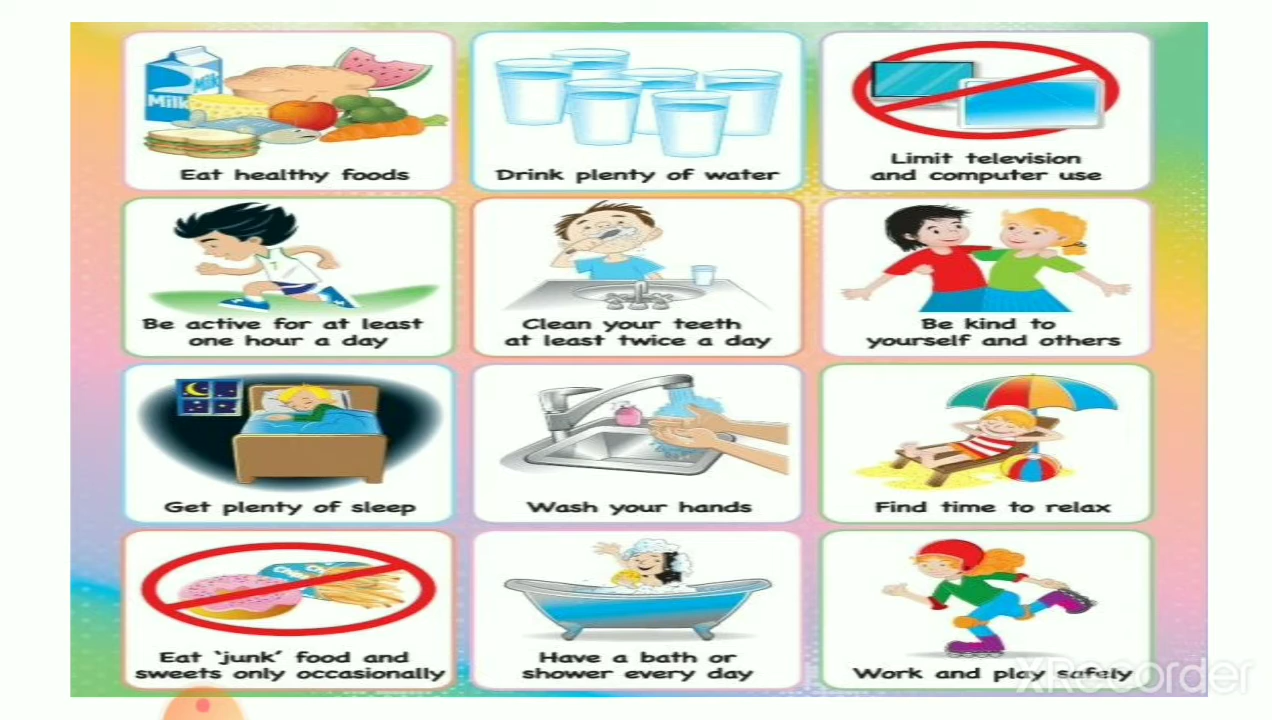 Milk
Milk
Eat healthy foods
Drink plenty of water
Limit television
and computer use
Be active for at least
one hour a day
Clean your teeth
at least twice a day
Be kind to
yourself and others
Get plenty of sleep
Wash your hands
Find time to relax
Eat ‘junk’ food and
sweets only occasionally
Have a bath or
shower every day
Work and play safely
XRecorder